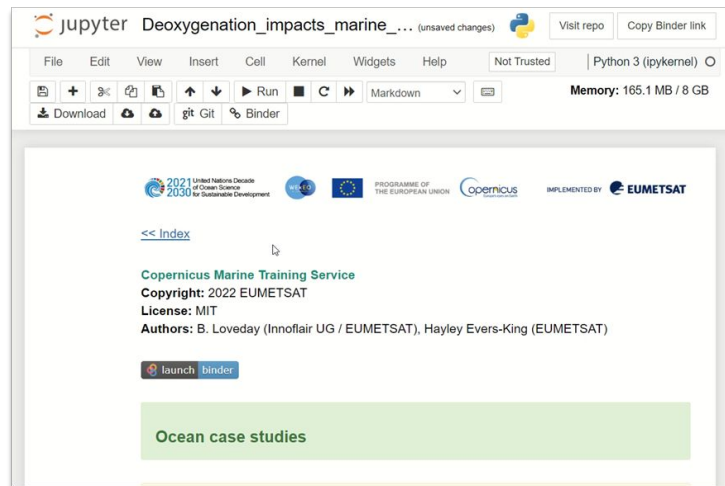 jupyter Deoxygenation_impacts_marine_... (unsaved changes) Visit repo Copy Binder link
File Edit View Insert Cell Kernel Widgets Help Not Trusted Python 3 (ipykernel)
Run Markdown Memory: 165.1 MB / 8 GB
Download git Git Binder
2021 United Nations Decade
of Ocean Science
2030 for Sustainable Development
WEkEO
PROGRAMME OF
THE EUROPEAN UNION
Copernicus
IMPLEMENTED BY EUMETSAT
<< Index
Copernicus Marine Training Service
Copyright: 2022 EUMETSAT
License: MIT
Authors: B. Loveday (Innoflair UG / EUMETSAT), Hayley Evers-King (EUMETSAT)
launch binder
Ocean case studies